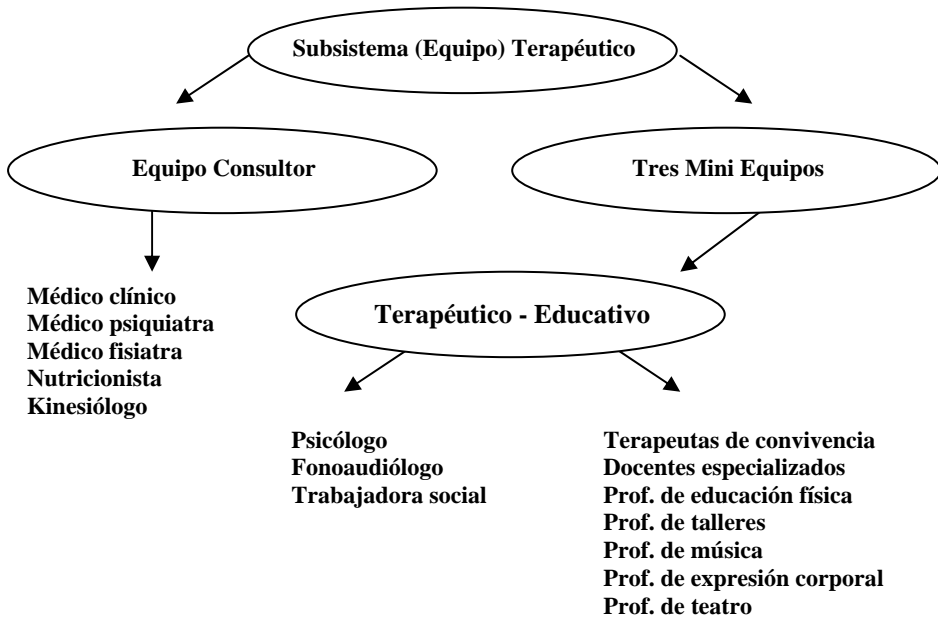 Subsistema (Equipo) Terapéutico
Equipo Consultor
Tres Mini Equipos
Médico clínico
Médico psiquiatra
Médico fisiatra
Nutricionista
Kinesiólogo
Terapéutico - Educativo
Psicólogo
Fonoaudiólogo
Trabajadora social
Terapeutas de convivencia
Docentes especializados
Prof. de educación física
Prof. de talleres
Prof. de música
Prof. de expresión corporal
Prof. de teatro